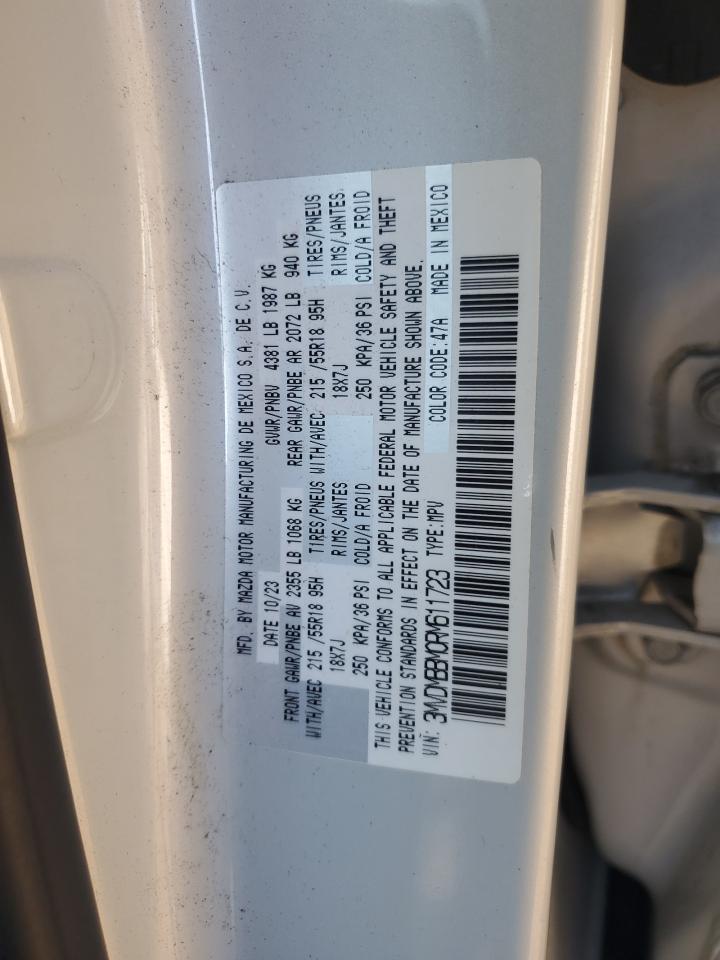 MFD. BY MAZDA MOTOR MANUFACTURING DE MEXICO S.A. DE C.V.
DATE 10/23 GVWR/PNBV 4381 LB 1987 KG
FRONT GAWR/PNBE AV 2355 LB 1068 KG REAR GAWR/PNBE AR 2072 LB 940 KG
WITH/AVEC 215 /55R18 95H TIRES/PNEUS WITH/AVEC 215 /55R18 95H TIRES/PNEUS
18X7J RIMS/JANTES 18X7J RIMS/JANTES
250 KPA/36 PSI COLD/A FROID 250 KPA/36 PSI COLD/A FROID
THIS VEHICLE CONFORMS TO ALL APPLICABLE FEDERAL MOTOR VEHICLE SAFETY AND THEFT
PREVENTION STANDARDS IN EFFECT ON THE DATE OF MANUFACTURE SHOWN ABOVE.
VIN: 3MVDMBBM0RM611723 TYPE:MPV COLOR CODE:47A MADE IN MEXICO